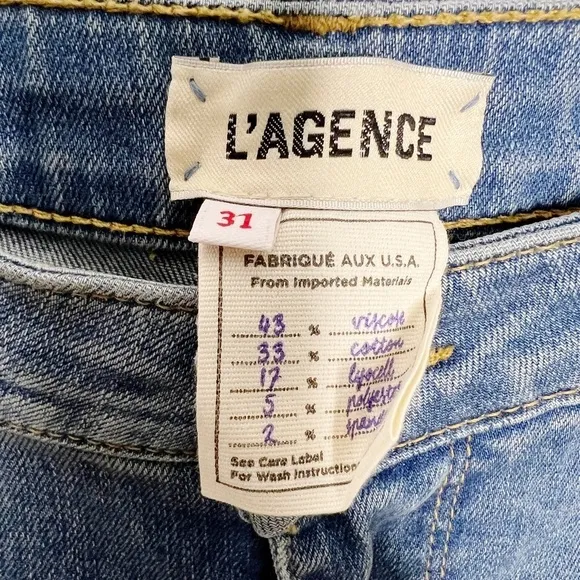 L'AGENCE
31
FABRIQUÉ AUX U.S.A.
From Imported Materials
43 % viscose
33 % cotton
17 % lyocell
5 % polyester
2 %
See Care Label
For Wash Instruction